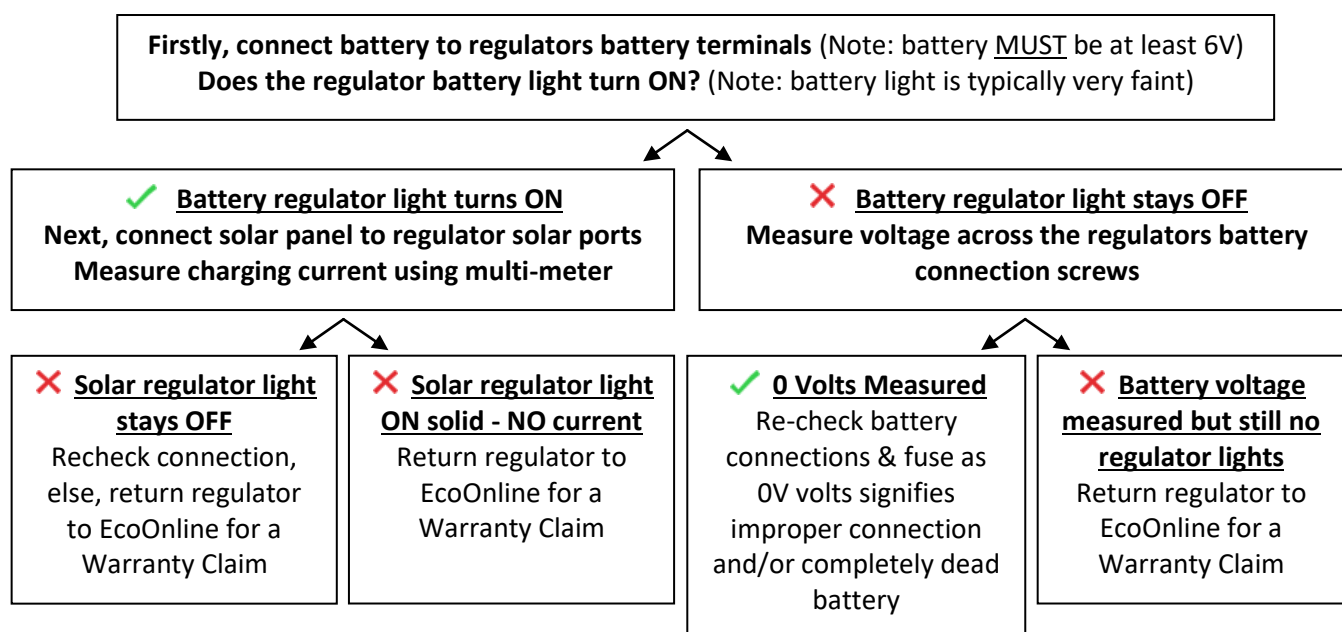 Firstly, connect battery to regulators battery terminals (Note: battery MUST be at least 6V)
Does the regulator battery light turn ON? (Note: battery light is typically very faint)
Battery regulator light turns ON
Next, connect solar panel to regulator solar ports
Measure charging current using multi-meter
Battery regulator light stays OFF
Measure voltage across the regulators battery
connection screws
Solar regulator light
stays OFF
Recheck connection,
else, return regulator
to EcoOnline for a
Warranty Claim
Solar regulator light
ON solid - NO current
Return regulator to
EcoOnline for a
Warranty Claim
0 Volts Measured
Re-check battery
connections & fuse as
0V volts signifies
improper connection
and/or completely dead
battery
Battery voltage
measured but still no
regulator lights
Return regulator to
EcoOnline for a
Warranty Claim